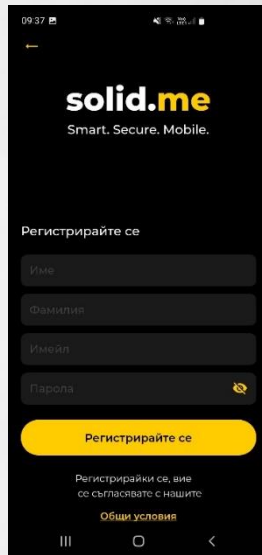 09:37
solid.me
Smart. Secure. Mobile.
Регистрирайте се
Име
Фамилия
Имейл
Парола
Регистрирайте се
Регистрирайки се, вие
се съгласявате с нашите
Общи условия